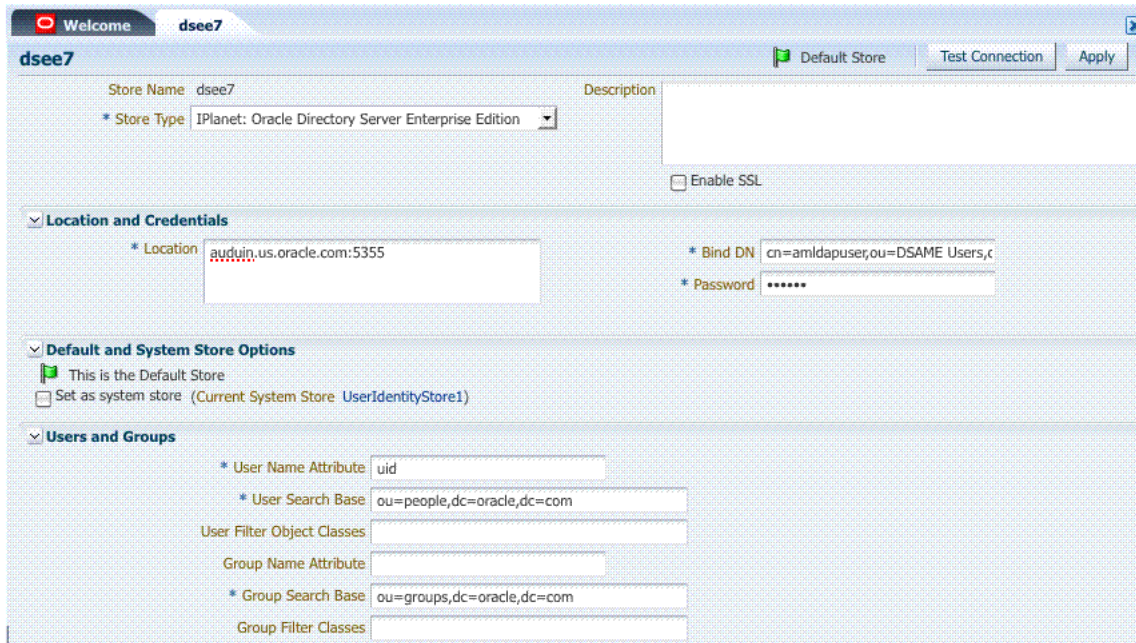 Welcome dsee7
dsee7 Default Store Test Connection Apply
Store Name dsee7 Description
* Store Type IPlanet: Oracle Directory Server Enterprise Edition
Enable SSL
Location and Credentials
* Location auduin.us.oracle.com:5355 * Bind DN cn=amldapuser,ou=DSAME Users,c
* Password ••••••
Default and System Store Options
This is the Default Store
Set as system store (Current System Store UserIdentityStore1)
Users and Groups
* User Name Attribute uid
* User Search Base ou=people,dc=oracle,dc=com
User Filter Object Classes
Group Name Attribute
* Group Search Base ou=groups,dc=oracle,dc=com
Group Filter Classes